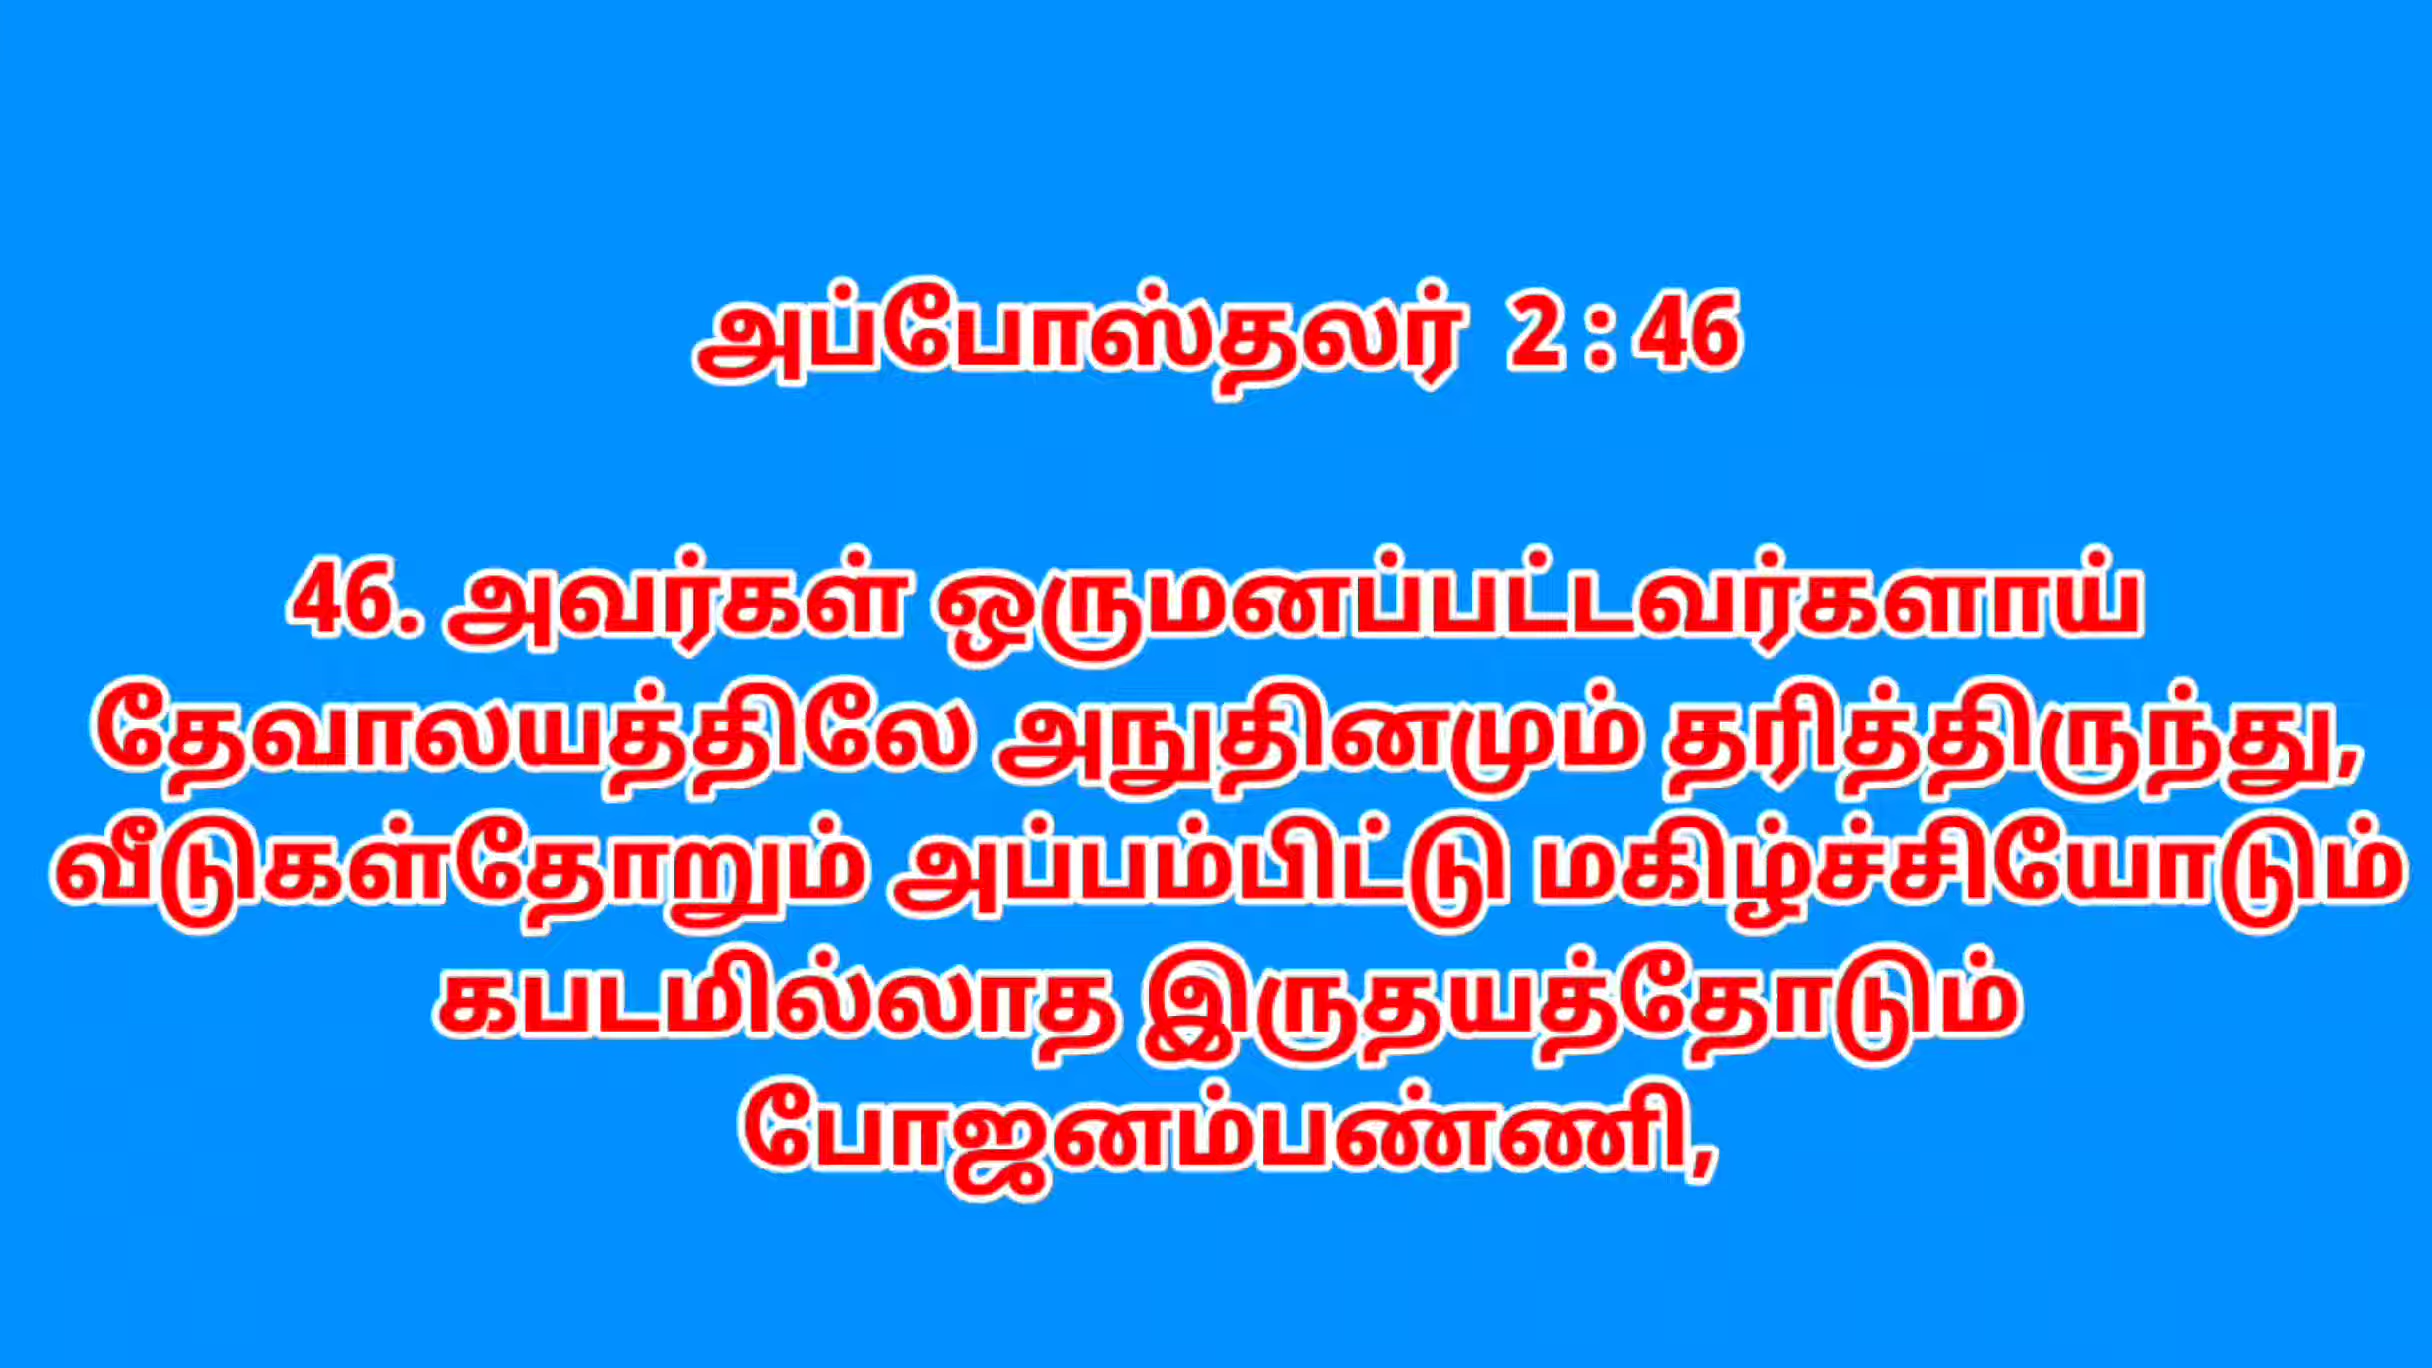 அப்போஸ்தலர் 2 : 46
46. அவர்கள் ஒருமனப்பட்டவர்களாய்
தேவாலயத்திலே அநுதினமும் தரித்திருந்து,
வீடுகள்தோறும் அப்பம்பிட்டு மகிழ்ச்சியோடும்
கபடமில்லாத இருதயத்தோடும்
போஜனம்பண்ணி,